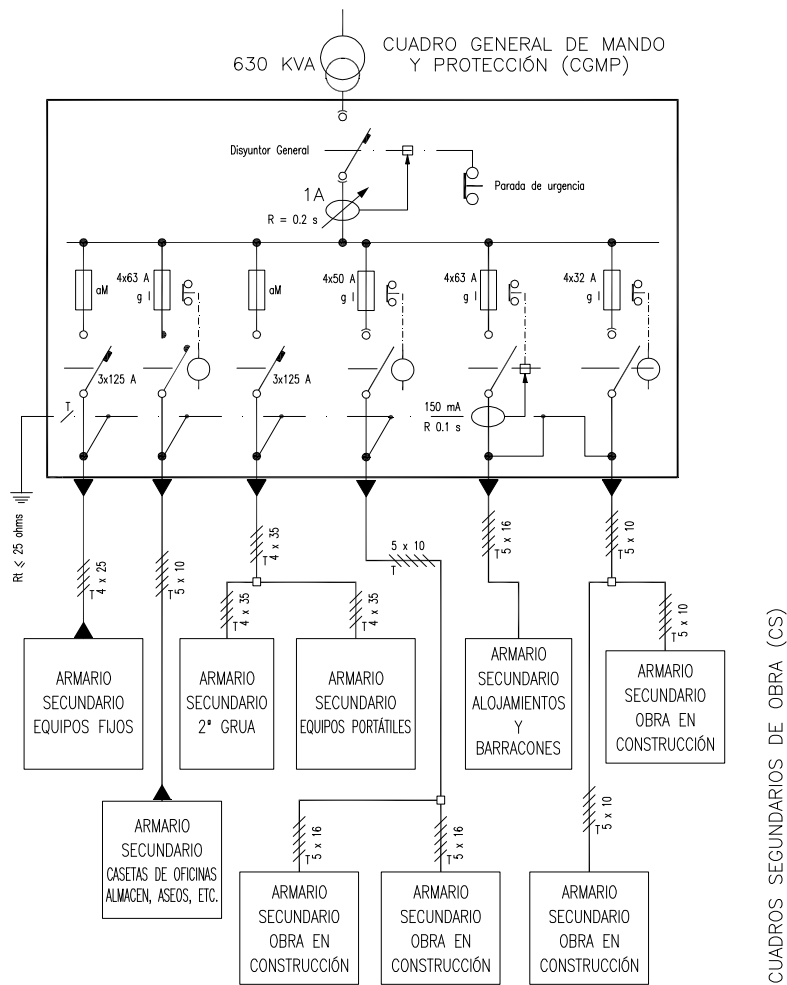 630 KVA
CUADRO GENERAL DE MANDO
Y PROTECCIÓN (CGMP)
Disyuntor General
Parada de urgencia
1A
R = 0.2 s
aM
4x63 A
g I
aM
4x50 A
g I
4x63 A
g I
4x32 A
g I
3x125 A
3x125 A
T
150 mA
R 0.1 s
Rt ⩽ 25 ohms
T
4 x 25
T
5 x 10
T
4 x 35
5 x 10
T
T
5 x 16
T
5 x 10
T
4 x 35
T
4 x 35
T
5 x 10
ARMARIO
SECUNDARIO
EQUIPOS FIJOS
ARMARIO
SECUNDARIO
2ª GRUA
ARMARIO
SECUNDARIO
EQUIPOS PORTÁTILES
ARMARIO
SECUNDARIO
ALOJAMIENTOS
Y
BARRACONES
ARMARIO
SECUNDARIO
OBRA EN
CONSTRUCCIÓN
ARMARIO
SECUNDARIO
CASETAS DE OFICINAS
ALMACEN, ASEOS, ETC.
T
5 x 16
T
5 x 16
T
5 x 10
ARMARIO
SECUNDARIO
OBRA EN
CONSTRUCCIÓN
ARMARIO
SECUNDARIO
OBRA EN
CONSTRUCCIÓN
ARMARIO
SECUNDARIO
OBRA EN
CONSTRUCCIÓN
CUADROS SEGUNDARIOS DE OBRA (CS)